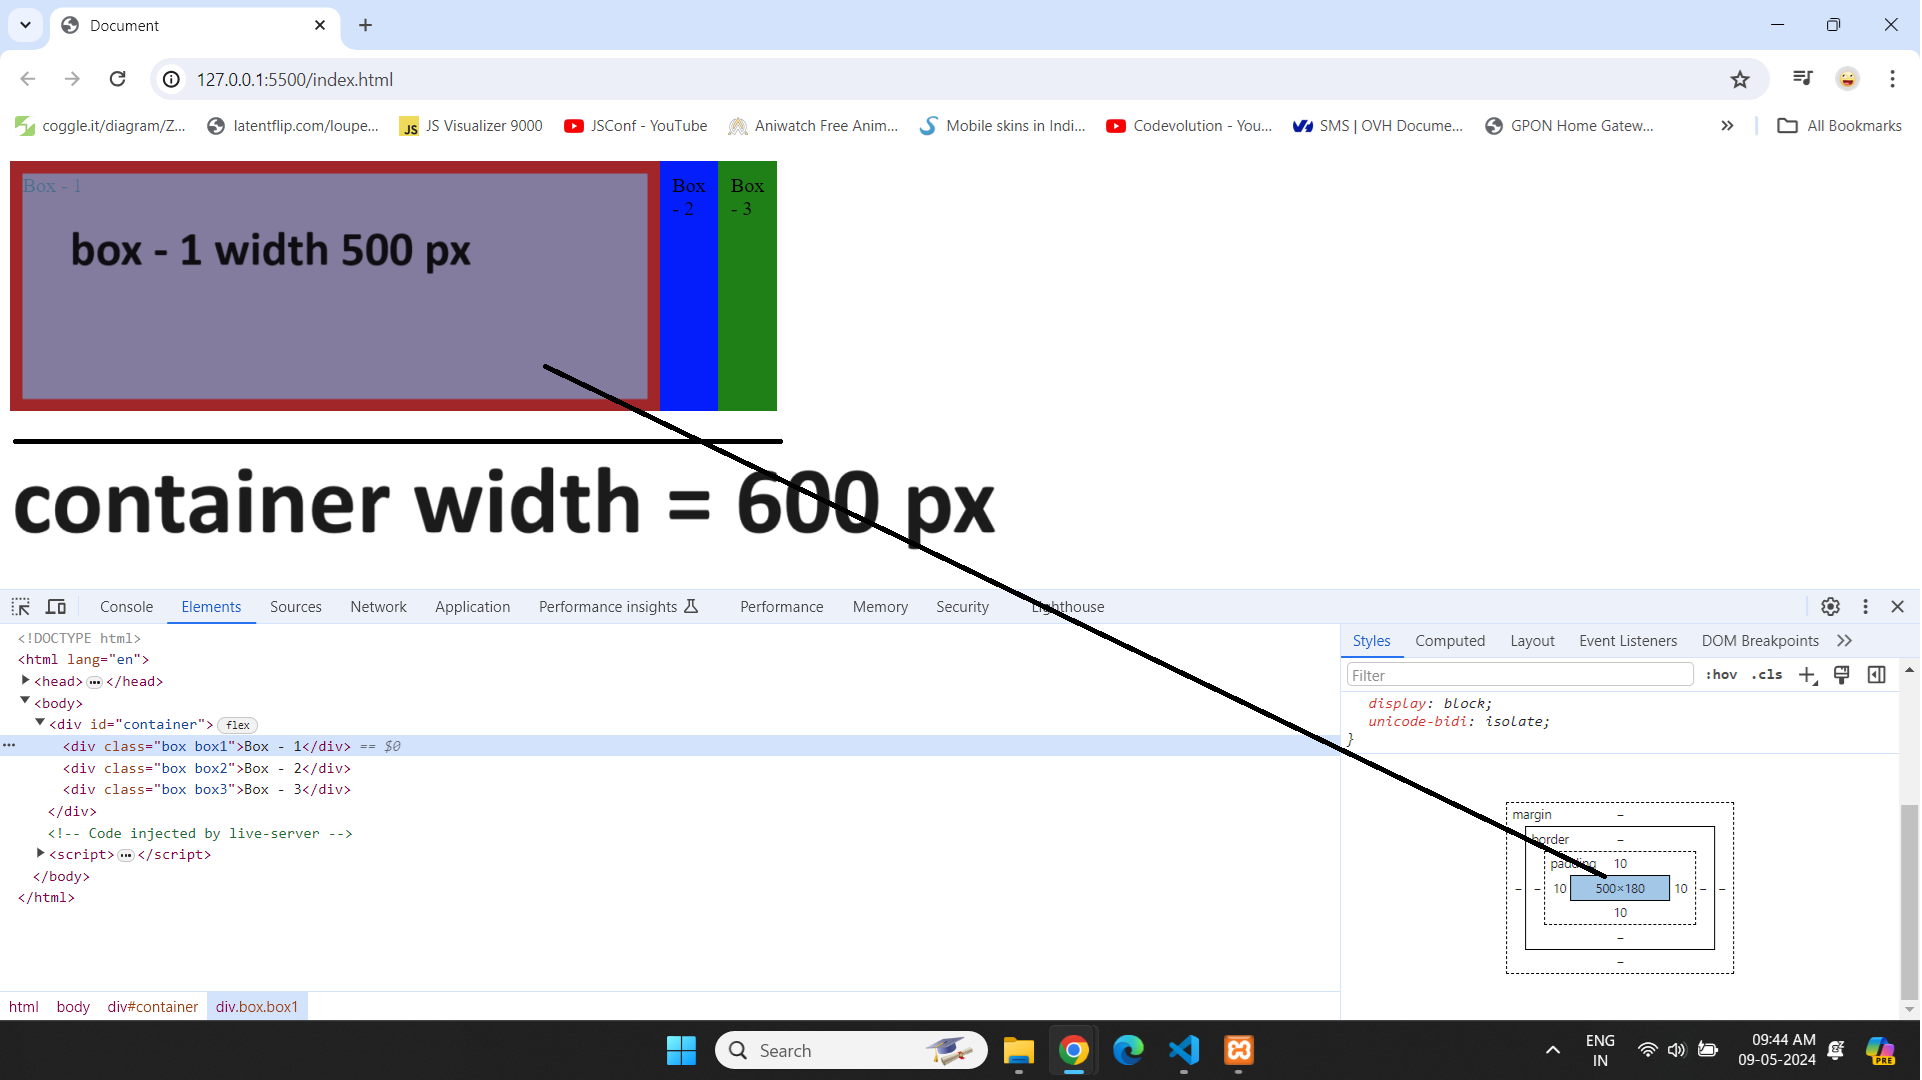 Document
127.0.0.1:5500/index.html
coggle.it/diagram/Z... latentflip.com/loupe... JS JS Visualizer 9000 JSConf - YouTube Aniwatch Free Anim... Mobile skins in Indi... Codevolution - You... SMS | OVH Docume... GPON Home Gatew... » All Bookmarks
Box - 1
Box
- 2
Box
- 3
box - 1 width 500 px
container width = 600 px
Console Elements Sources Network Application Performance insights Performance Memory Security Lighthouse
<!DOCTYPE html>
<html lang="en">
<head> ••• </head>
<body>
<div id="container"> flex
<div class="box box1">Box - 1</div> == $0
<div class="box box2">Box - 2</div>
<div class="box box3">Box - 3</div>
</div>
<!-- Code injected by live-server -->
<script> ••• </script>
</body>
</html>
html body div#container div.box.box1
Styles Computed Layout Event Listeners DOM Breakpoints
Filter :hov .cls
display: block;
unicode-bidi: isolate;
}
margin –
border –
padding 10
– – 10 500×180 10 – –
10
–
–
Search
PRE
ENG
IN
09:44 AM
09-05-2024